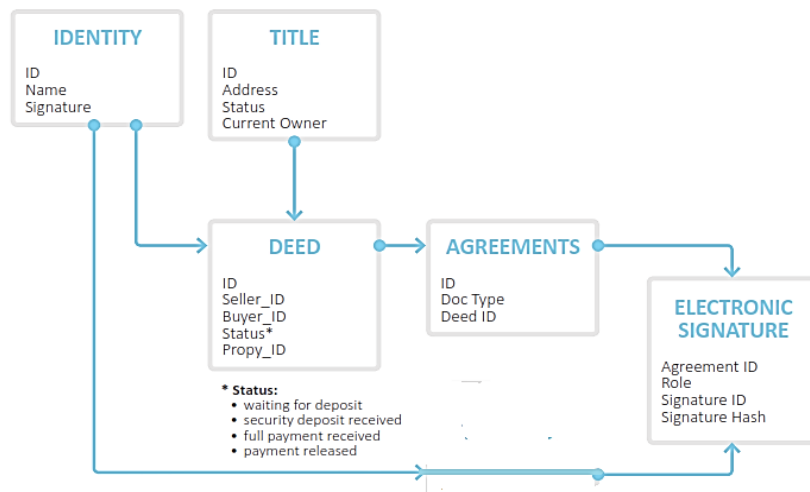 IDENTITY
ID
Name
Signature
TITLE
ID
Address
Status
Current Owner
DEED
ID
Seller_ID
Buyer_ID
Status*
Propy_ID
AGREEMENTS
ID
Doc Type
Deed ID
ELECTRONIC
SIGNATURE
Agreement ID
Role
Signature ID
Signature Hash
* Status:
• waiting for deposit
• security deposit received
• full payment received
• payment released